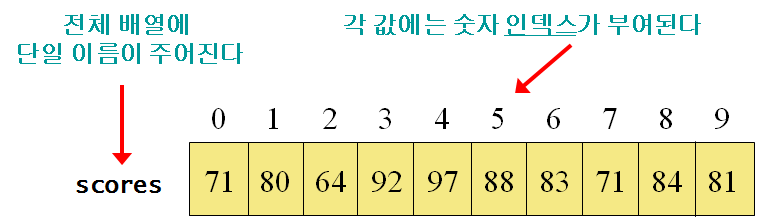 전체 배열에
단일 이름이 주어진다
각 값에는 숫자 인덱스가 부여된다
0 1 2 3 4 5 6 7 8 9
scores 71 80 64 92 97 88 83 71 84 81